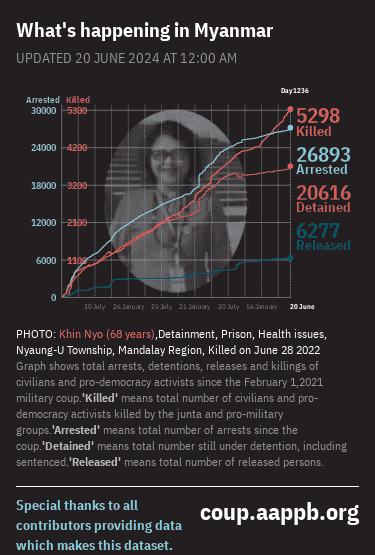 What's happening in Myanmar
UPDATED 20 JUNE 2024 AT 12:00 AM
Day1236
Arrested Killed
30000 5300
24000 4200
18000 3200
12000 2100
6000 1100
0
5298
Killed
26893
Arrested
20616
Detained
6277
Released
30 July 26 January 25 July 21 January 20 July 16 January 20 June
PHOTO: Khin Nyo (68 years),Detainment, Prison, Health issues,
Nyaung-U Township, Mandalay Region, Killed on June 28 2022
Graph shows total arrests, detentions, releases and killings of
civilians and pro-democracy activists since the February 1,2021
military coup.'Killed' means total number of civilians and pro-
democracy activists killed by the junta and pro-military
groups.'Arrested' means total number of arrests since the
coup.'Detained' means total number still under detention, including
sentenced.'Released' means total number of released persons.
Special thanks to all
contributors providing data
which makes this dataset.
coup.aappb.org